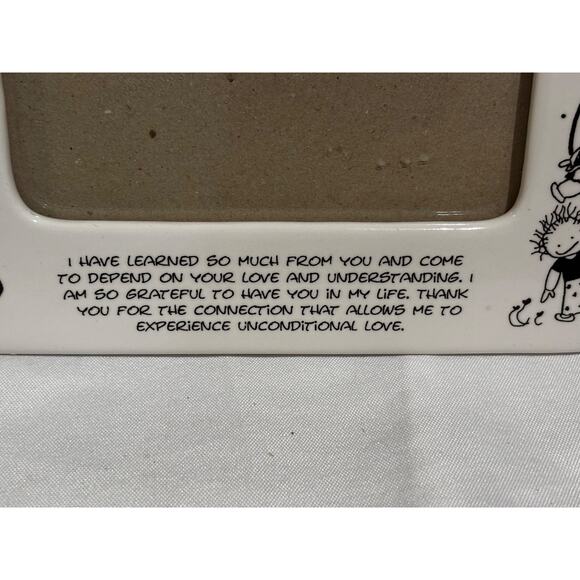 I HAVE LEARNED SO MUCH FROM YOU AND COME
TO DEPEND ON YOUR LOVE AND UNDERSTANDING. I
AM SO GRATEFUL TO HAVE YOU IN MY LIFE. THANK
YOU FOR THE CONNECTION THAT ALLOWS ME TO
EXPERIENCE UNCONDITIONAL LOVE.